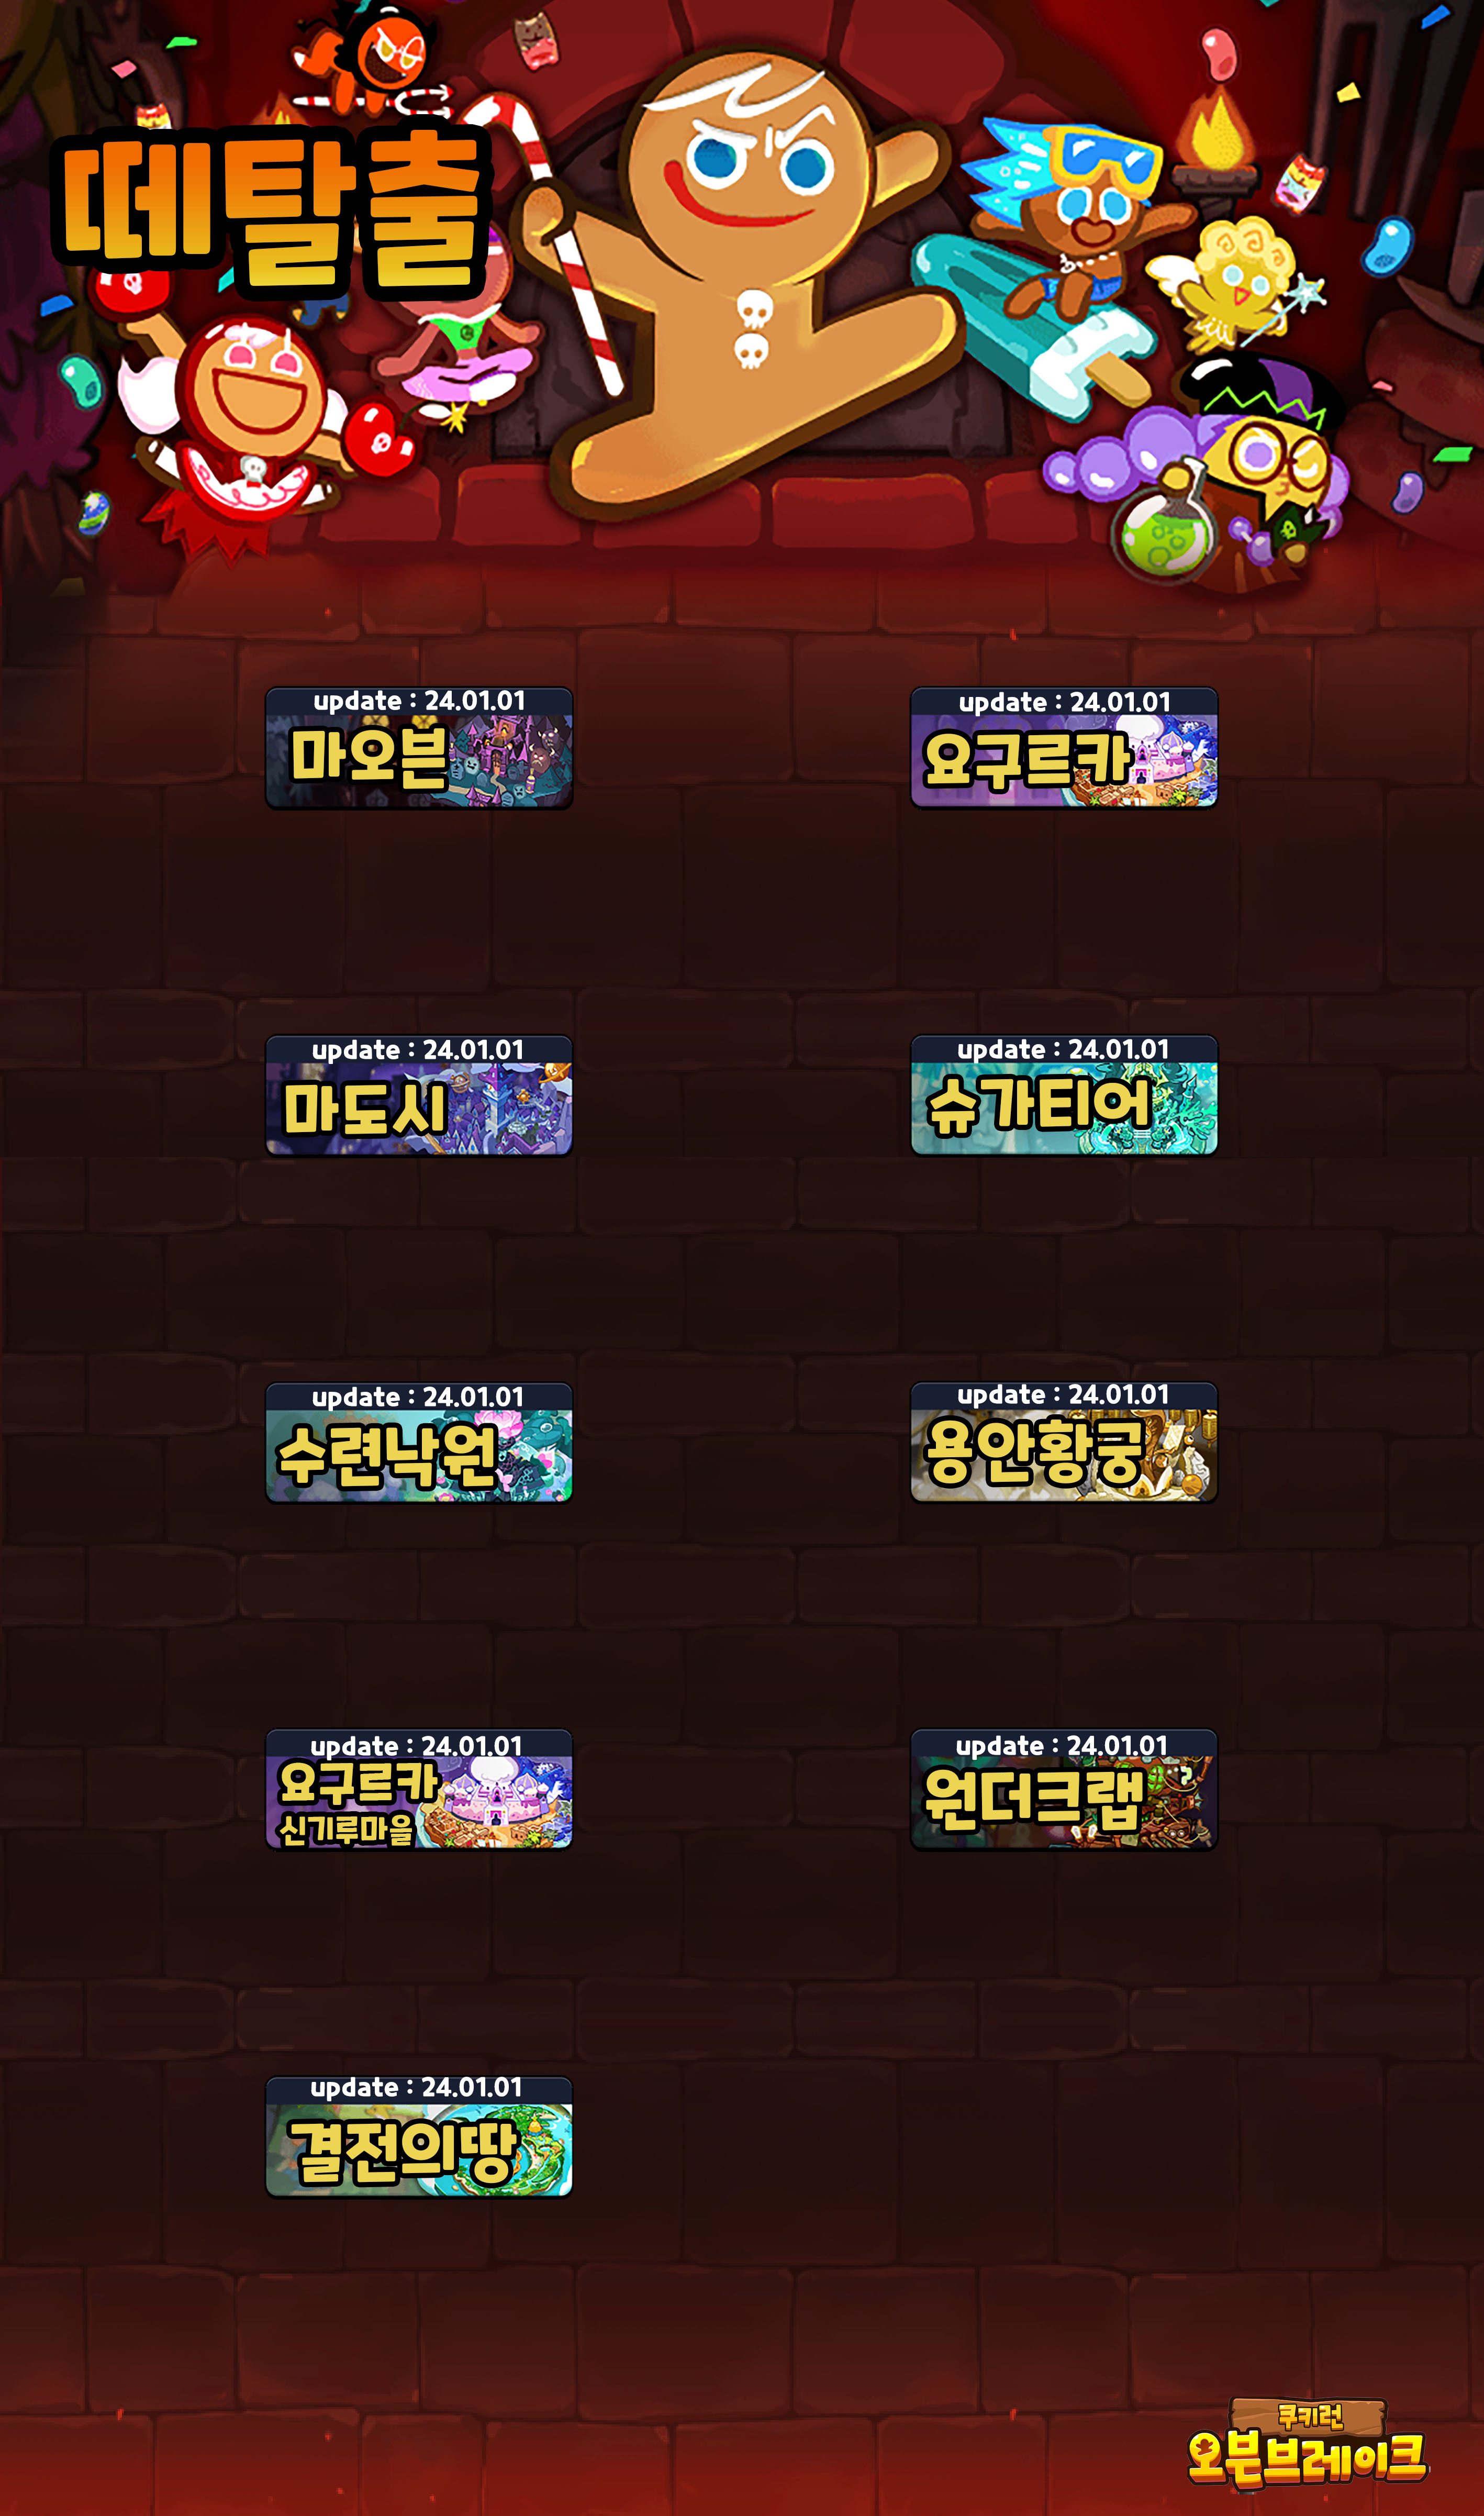 떼탈출
update : 24.01.01
마오븐
update : 24.01.01
요구르카
update : 24.01.01
마도시
update : 24.01.01
슈가티어
update : 24.01.01
수련낙원
update : 24.01.01
용안황궁
update : 24.01.01
요구르카
신기루마을
update : 24.01.01
원더크랩
update : 24.01.01
결전의땅
쿠키런
오븐브레이크